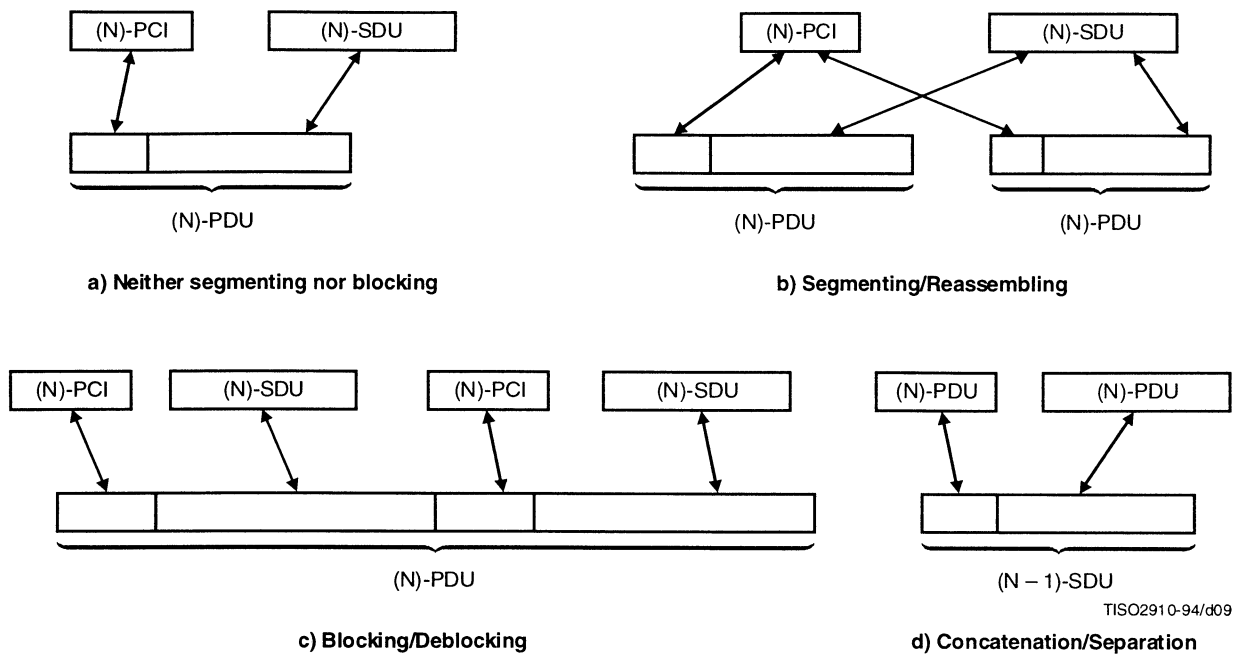 (N)-PCI
(N)-SDU
(N)-PDU
a) Neither segmenting nor blocking
(N)-PCI
(N)-SDU
(N)-PDU
(N)-PDU
b) Segmenting/Reassembling
(N)-PCI
(N)-SDU
(N)-PCI
(N)-SDU
(N)-PDU
c) Blocking/Deblocking
(N)-PDU
(N)-PDU
(N – 1)-SDU
TISO2910-94/d09
d) Concatenation/Separation